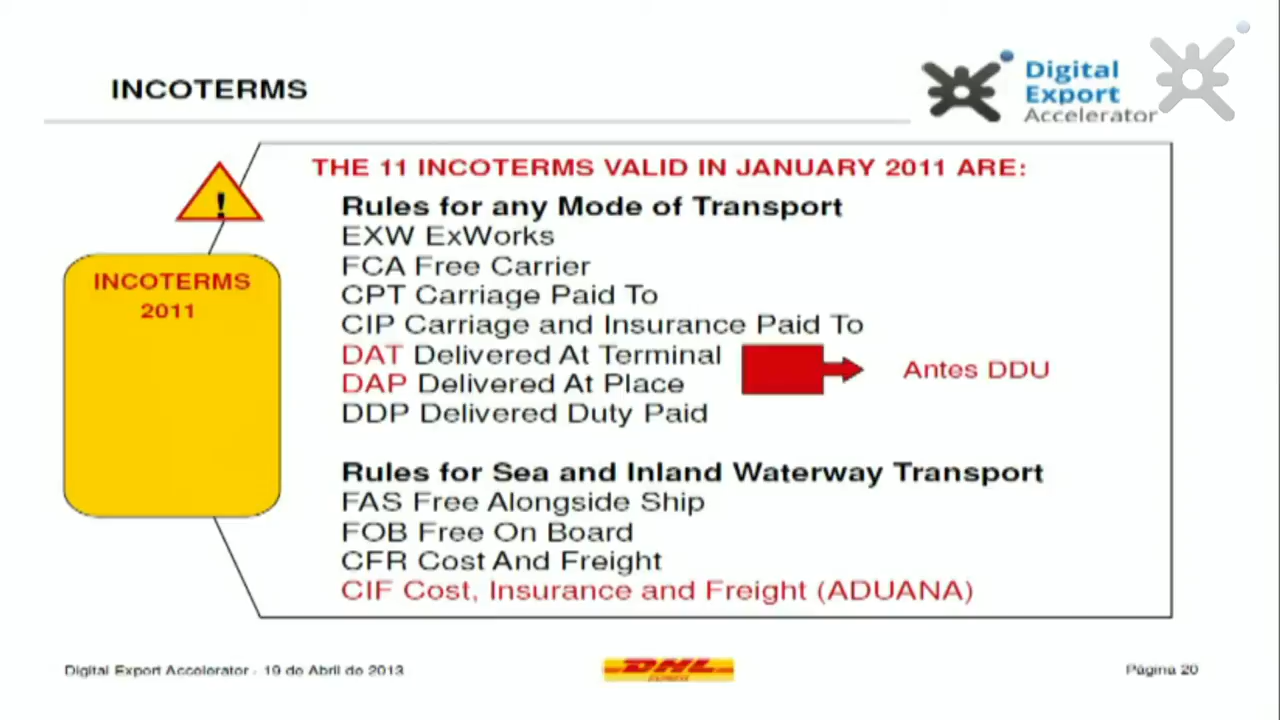 INCOTERMS
Digital
Export
Accelerator
THE 11 INCOTERMS VALID IN JANUARY 2011 ARE:
!
INCOTERMS
2011
Rules for any Mode of Transport
EXW ExWorks
FCA Free Carrier
CPT Carriage Paid To
CIP Carriage and Insurance Paid To
DAT Delivered At Terminal
DAP Delivered At Place
Antes DDU
DDP Delivered Duty Paid
Rules for Sea and Inland Waterway Transport
FAS Free Alongside Ship
FOB Free On Board
CFR Cost And Freight
CIF Cost, Insurance and Freight (ADUANA)
Digital Export Accelerator - 19 de Abril de 2013
DHL
EXPRESS
Página 20